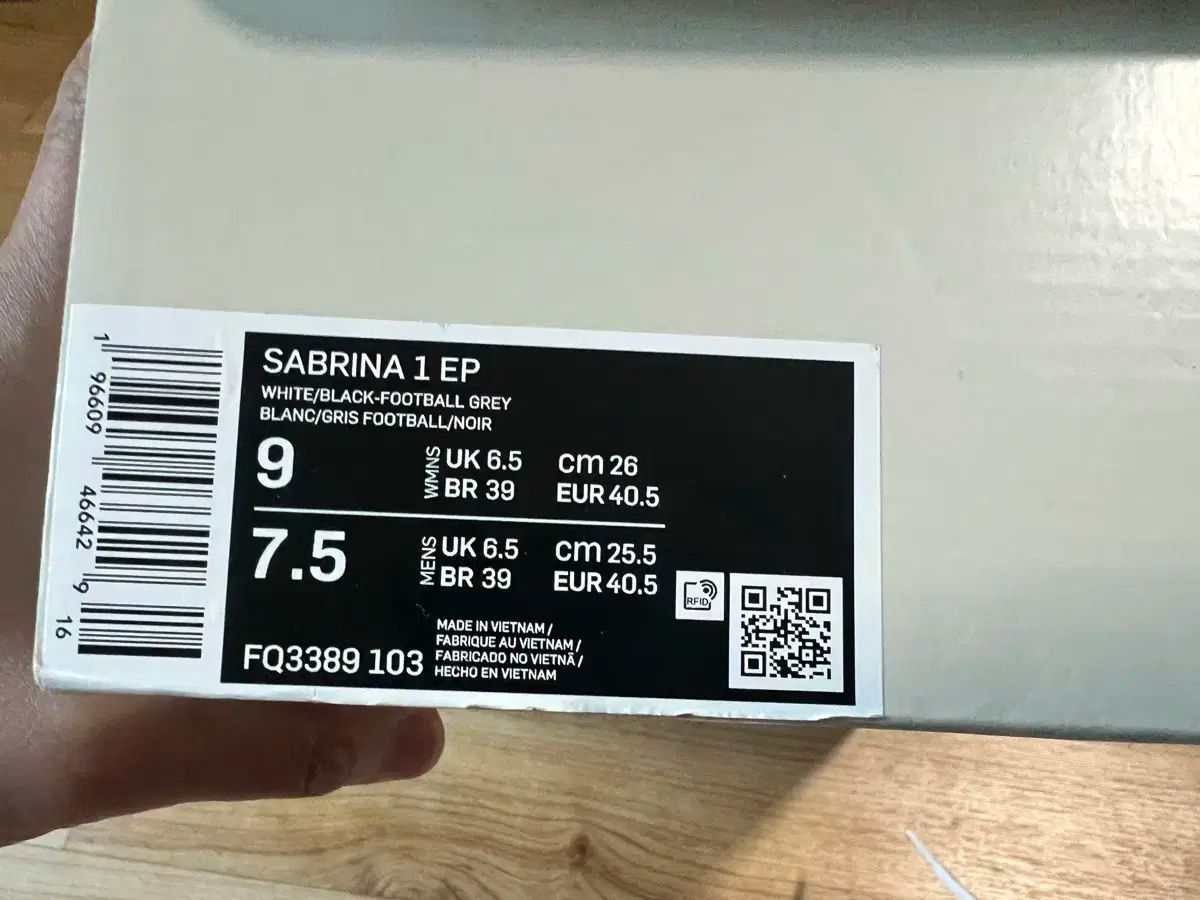 SABRINA 1 EP
WHITE/BLACK-FOOTBALL GREY
BLANC/GRIS FOOTBALL/NOIR
9 WMNS UK 6.5 cm 26
BR 39 EUR 40.5
7.5 MENS UK 6.5 cm 25.5
BR 39 EUR 40.5
RFID
MADE IN VIETNAM /
FABRIQUE AU VIETNAM /
FABRICADO NO VIETNÃ /
HECHO EN VIETNAM
FQ3389 103
1 96609 46642 9 16